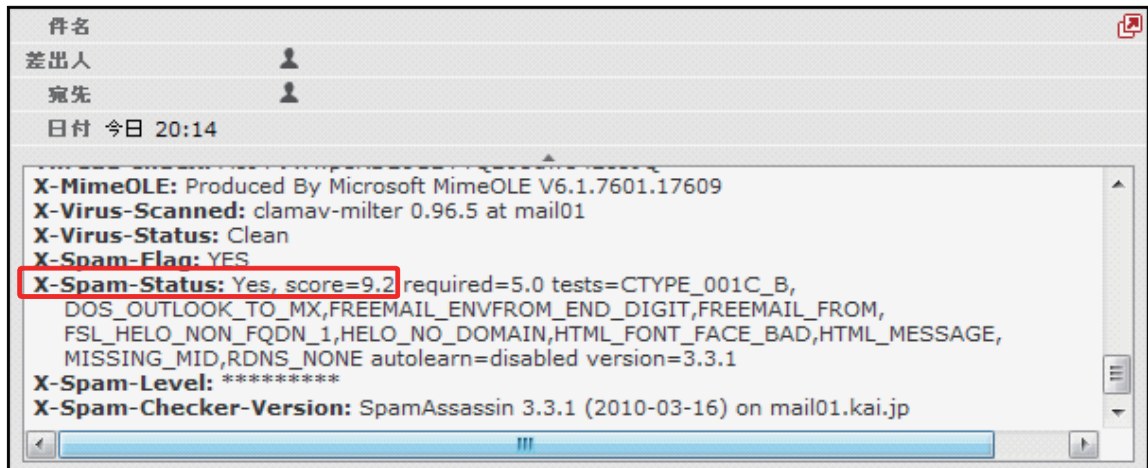 件名
差出人
宛先
日付 今日 20:14
X-MimeOLE: Produced By Microsoft MimeOLE V6.1.7601.17609
X-Virus-Scanned: clamav-milter 0.96.5 at mail01
X-Virus-Status: Clean
X-Spam-Flag: YES
X-Spam-Status: Yes, score=9.2 required=5.0 tests=CTYPE_001C_B,
DOS_OUTLOOK_TO_MX,FREEMAIL_ENVFROM_END_DIGIT,FREEMAIL_FROM,
FSL_HELO_NON_FQDN_1,HELO_NO_DOMAIN,HTML_FONT_FACE_BAD,HTML_MESSAGE,
MISSING_MID,RDNS_NONE autolearn=disabled version=3.3.1
X-Spam-Level: *********
X-Spam-Checker-Version: SpamAssassin 3.3.1 (2010-03-16) on mail01.kai.jp